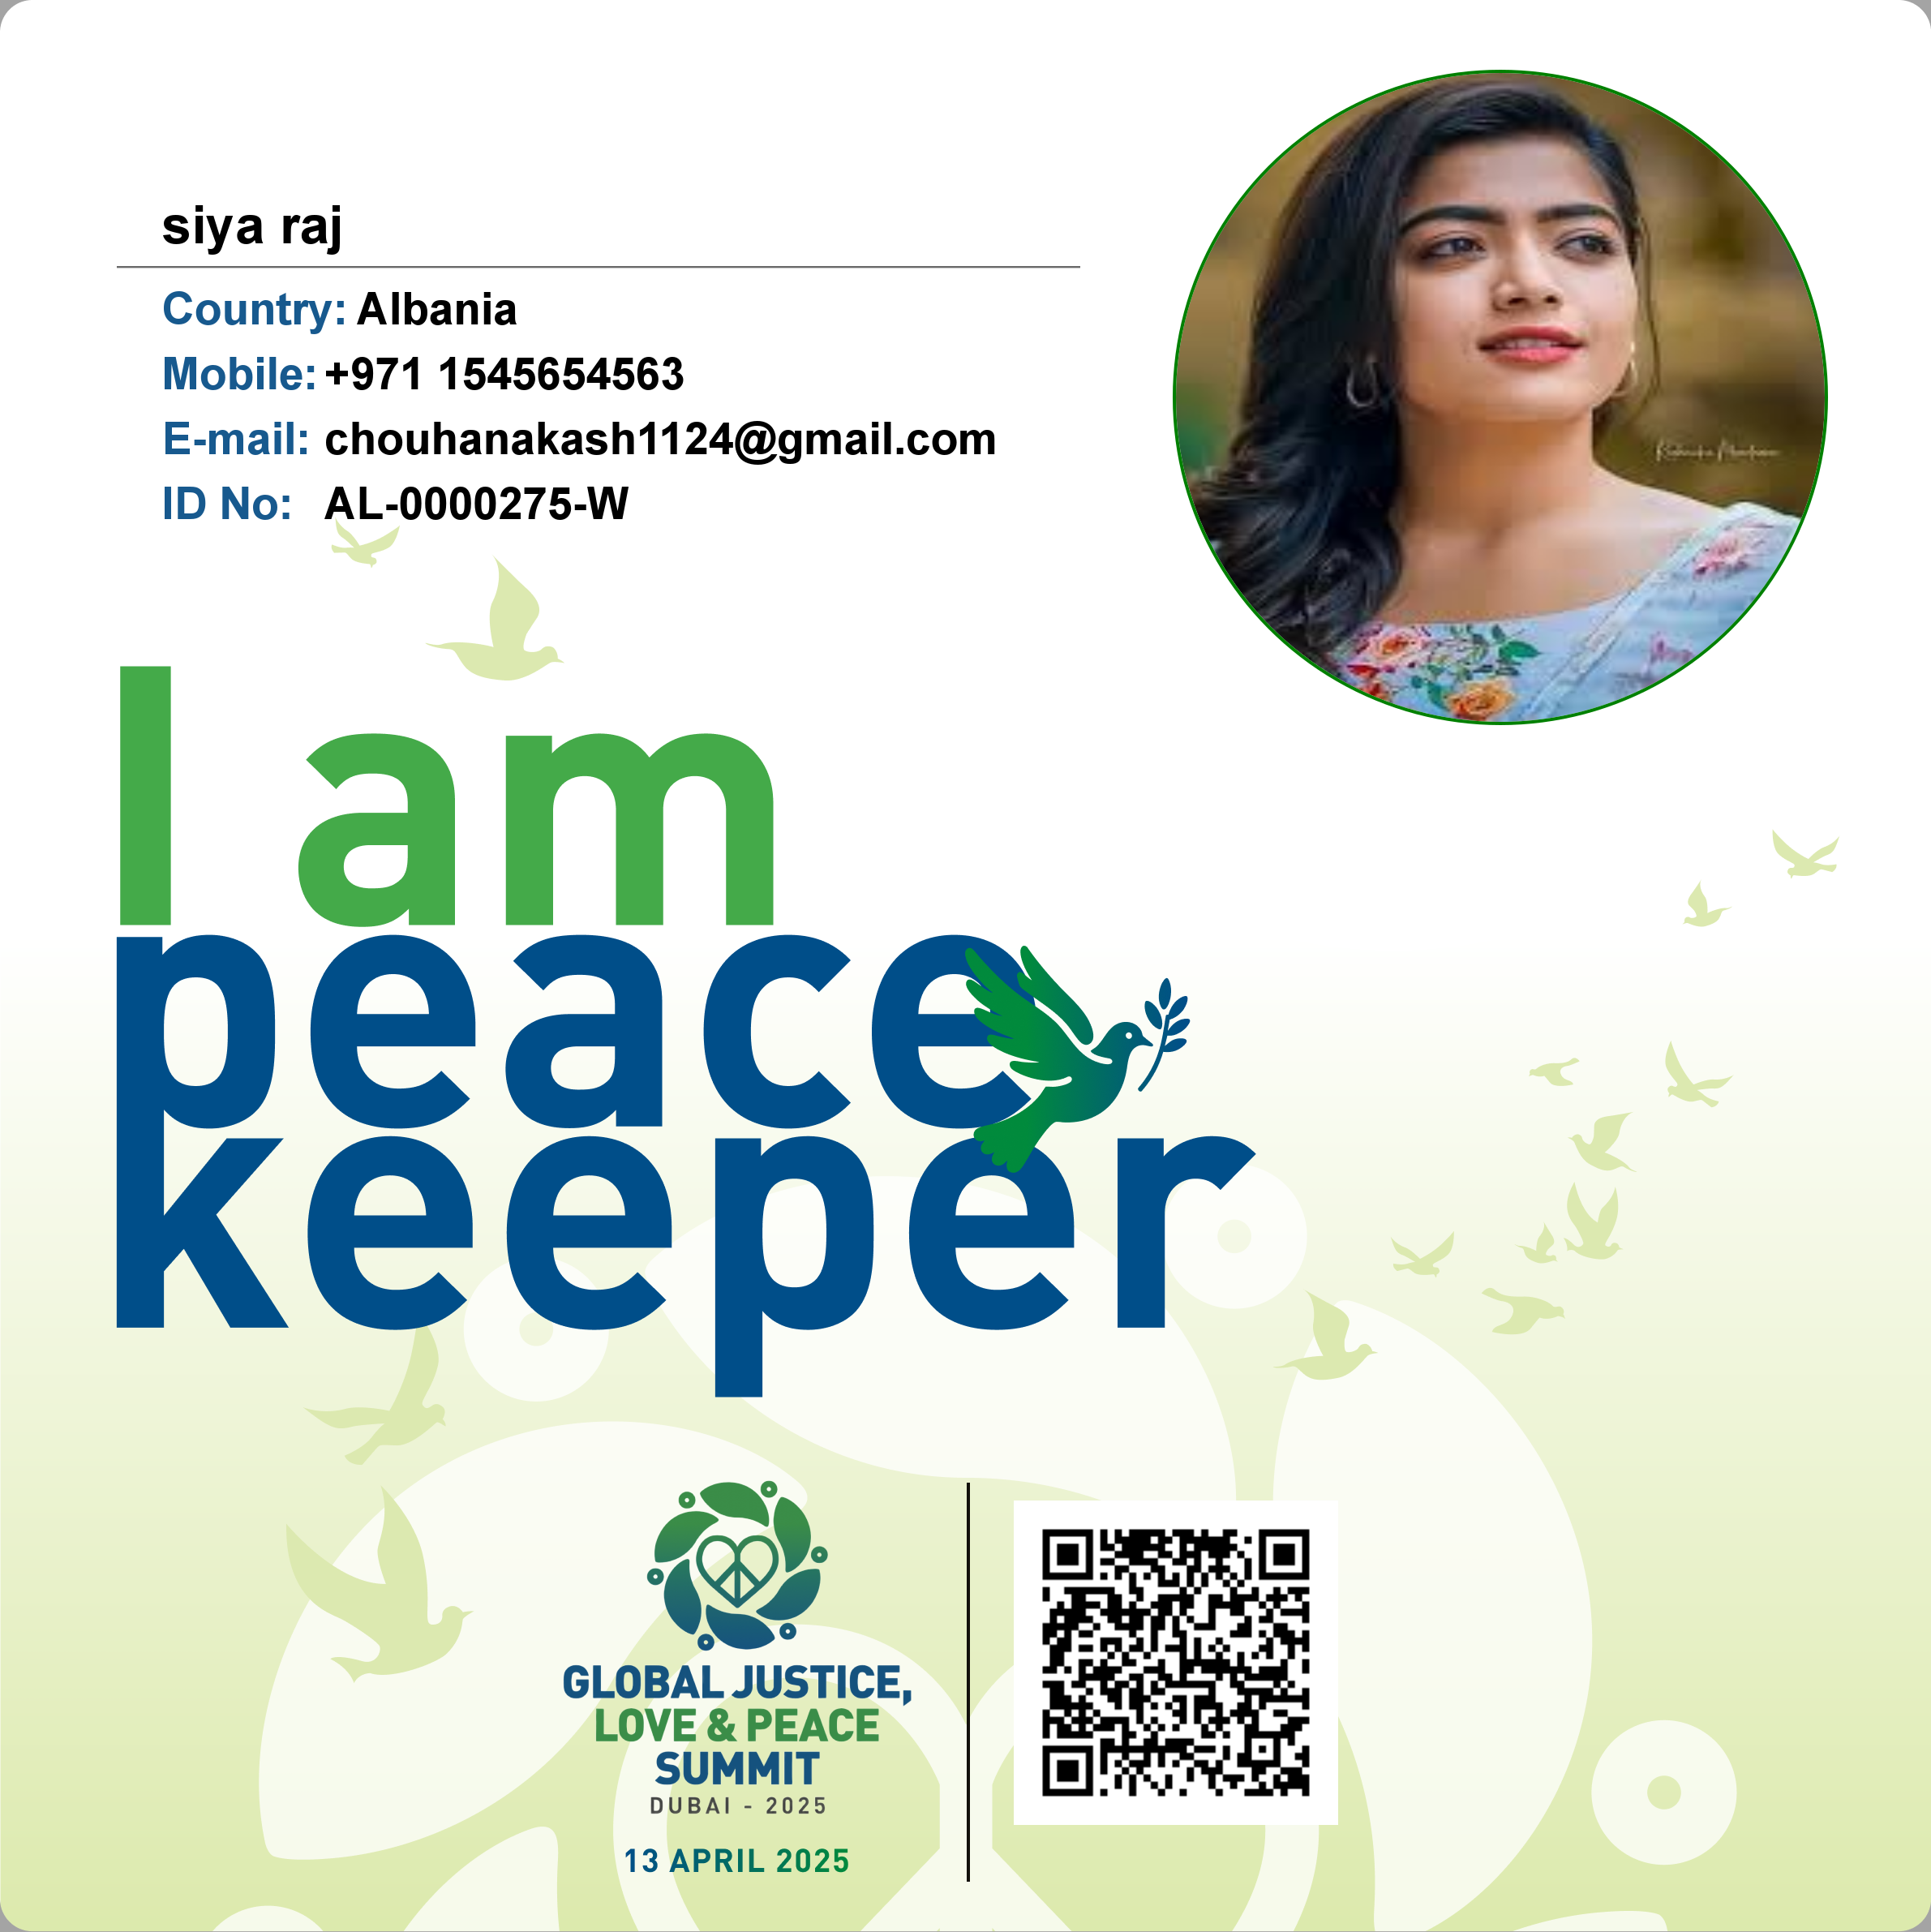 siya raj
Country: Albania
Mobile: +971 1545654563
E-mail: chouhanakash1124@gmail.com
ID No: AL-0000275-W
I am
peace
keeper
GLOBAL JUSTICE,
LOVE & PEACE
SUMMIT
DUBAI - 2025
13 APRIL 2025